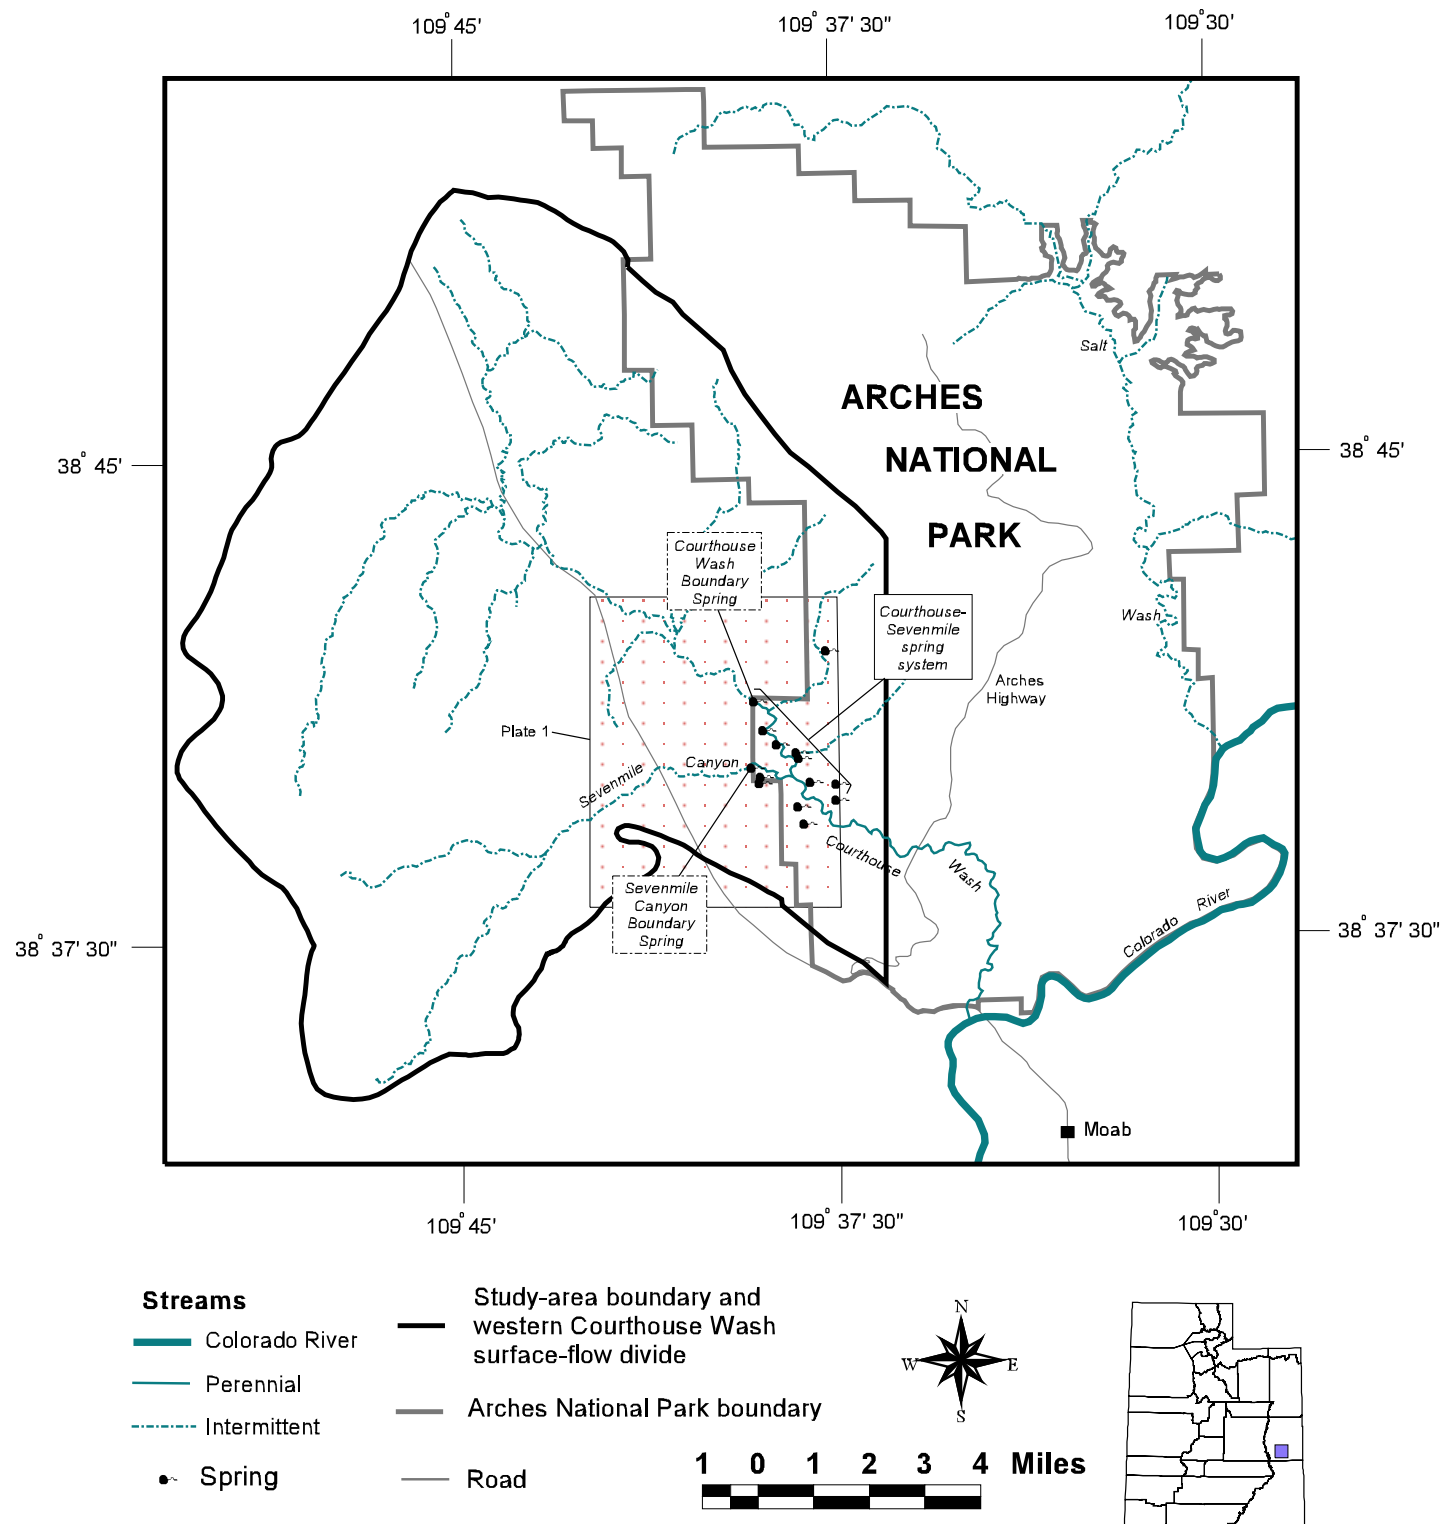 109° 45'
109° 37' 30"
109° 30'
Salt
ARCHES
NATIONAL
PARK
38° 45'
38° 45'
Courthouse
Wash
Boundary
Spring
Courthouse-
Sevenmile
spring
system
Wash
Arches
Highway
Plate 1
Canyon
Sevenmile
Courthouse
Wash
Sevenmile
Canyon
Boundary
Spring
Colorado River
38° 37' 30"
38° 37' 30"
Moab
109° 45'
109° 37' 30"
109° 30'
Streams
Colorado River
Perennial
Intermittent
Spring
Study-area boundary and
western Courthouse Wash
surface-flow divide
Arches National Park boundary
Road
N
W E
S
1 0 1 2 3 4 Miles